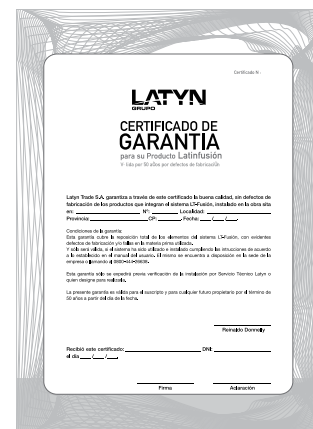 Certificado N :
LATYN
GRUPO
CERTIFICADO DE
GARANTIA
para su Producto Latinfusión
V lida por 50 años por defectos de fabricación
Latyn Trade S.A. garantiza a través de este certificado la buena calidad, sin defectos de
fabricación de los productos que integran el sistema LT-Fusión, instalado en la obra sita
en: Nº: Localidad:
Provincia: CP: Fecha: / / .
Condiciones de la garantía:
Esta garantía cubre la reposición total de los elementos del sistema LT-Fusión, con evidentes
defectos de fabricación y/o fallas en la materia prima utilizada.
Y sólo será válida, si el sistema ha sido utilizado e instalado cumpliendo las intrucciones de acuerdo
a lo establecido en el manual del usuario. El mismo se encuentra a disposición en la sede de la
empresa o llamando al 0800-444-28638.
Esta garantía sólo se expedirá previa verificación de la instalación por Servicio Técnico Latyn o
quien designe para realizarla.
La presente garantía es válida para el suscripto y para cualquier futuro propietario por el término de
50 años a partir del día de la fecha.
Reinaldo Donnelly
Recibió este certificado: DNI:
el día / / .
Firma Aclaración